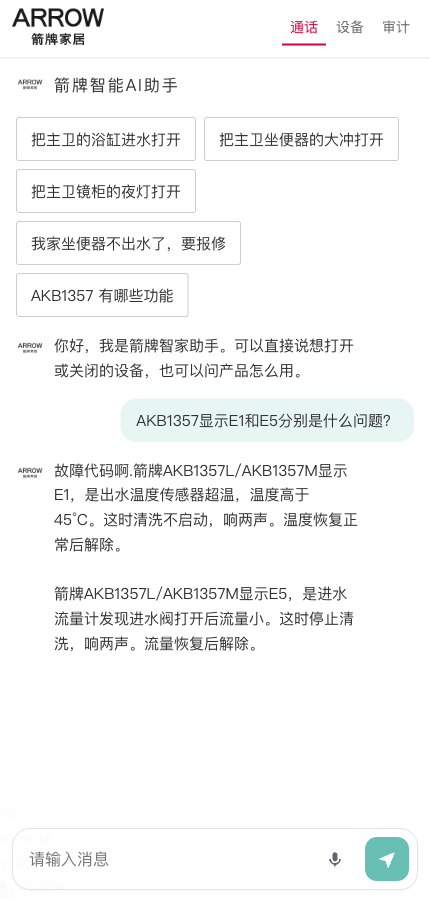 ARROW
箭牌家居
通话 设备 审计
ARROW
箭牌家居
箭牌智能AI助手
把主卫的浴缸进水打开
把主卫坐便器的大冲打开
把主卫镜柜的夜灯打开
我家坐便器不出水了，要报修
AKB1357 有哪些功能
ARROW
箭牌家居
你好，我是箭牌智家助手。可以直接说想打开
或关闭的设备，也可以问产品怎么用。
AKB1357显示E1和E5分别是什么问题？
ARROW
箭牌家居
故障代码啊.箭牌AKB1357L/AKB1357M显示
E1，是出水温度传感器超温，温度高于
45°C。这时清洗不启动，响两声。温度恢复正
常后解除。
箭牌AKB1357L/AKB1357M显示E5，是进水
流量计发现进水阀打开后流量小。这时停止清
洗，响两声。流量恢复后解除。
请输入消息